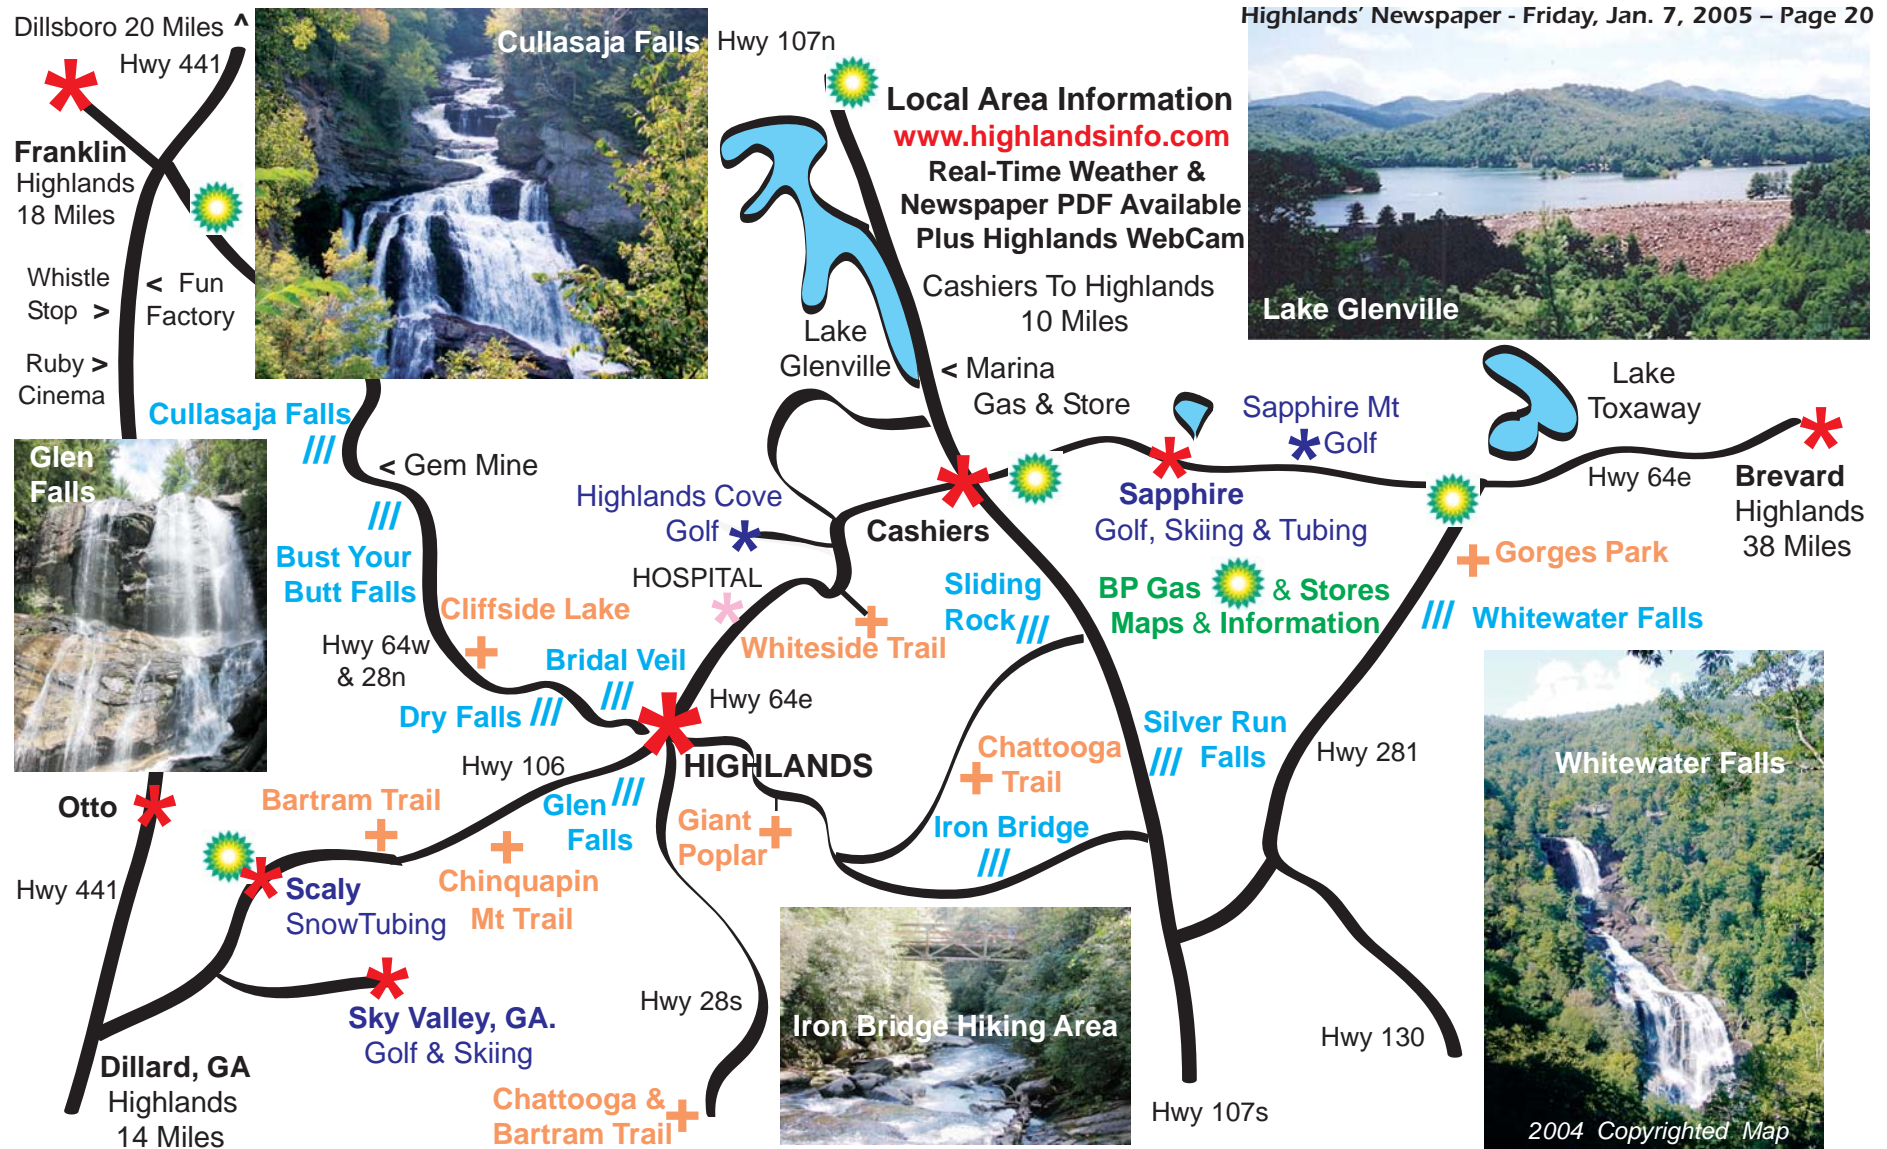 Highlands' Newspaper - Friday, Jan. 7, 2005 – Page 20
Dillsboro 20 Miles ^
Hwy 441
Franklin
Highlands
18 Miles
Whistle
Stop >
< Fun
Factory
Ruby >
Cinema
Cullasaja Falls
Hwy 107n
Local Area Information
www.highlandsinfo.com
Real-Time Weather &
Newspaper PDF Available
Plus Highlands WebCam
Cashiers To Highlands
10 Miles
Lake Glenville
Lake
Glenville
< Marina
Gas & Store
Sapphire Mt
Golf
Lake
Toxaway
Hwy 64e
Brevard
Highlands
38 Miles
Cullasaja Falls
< Gem Mine
Glen
Falls
Bust Your
Butt Falls
Highlands Cove
Golf
HOSPITAL
Cashiers
Sapphire
Golf, Skiing & Tubing
BP Gas & Stores
Maps & Information
Gorges Park
Whitewater Falls
Sliding
Rock
Cliffside Lake
Hwy 64w
& 28n
Bridal Veil
Dry Falls
Whiteside Trail
Hwy 64e
HIGHLANDS
Hwy 106
Glen
Falls
Giant
Poplar
Chattooga
Trail
Iron Bridge
Silver Run
Falls
Hwy 281
Whitewater Falls
Otto
Bartram Trail
Hwy 441
Scaly
SnowTubing
Chinquapin
Mt Trail
Sky Valley, GA.
Golf & Skiing
Hwy 28s
Iron Bridge Hiking Area
Hwy 130
Hwy 107s
Dillard, GA
Highlands
14 Miles
Chattooga &
Bartram Trail
2004 Copyrighted Map